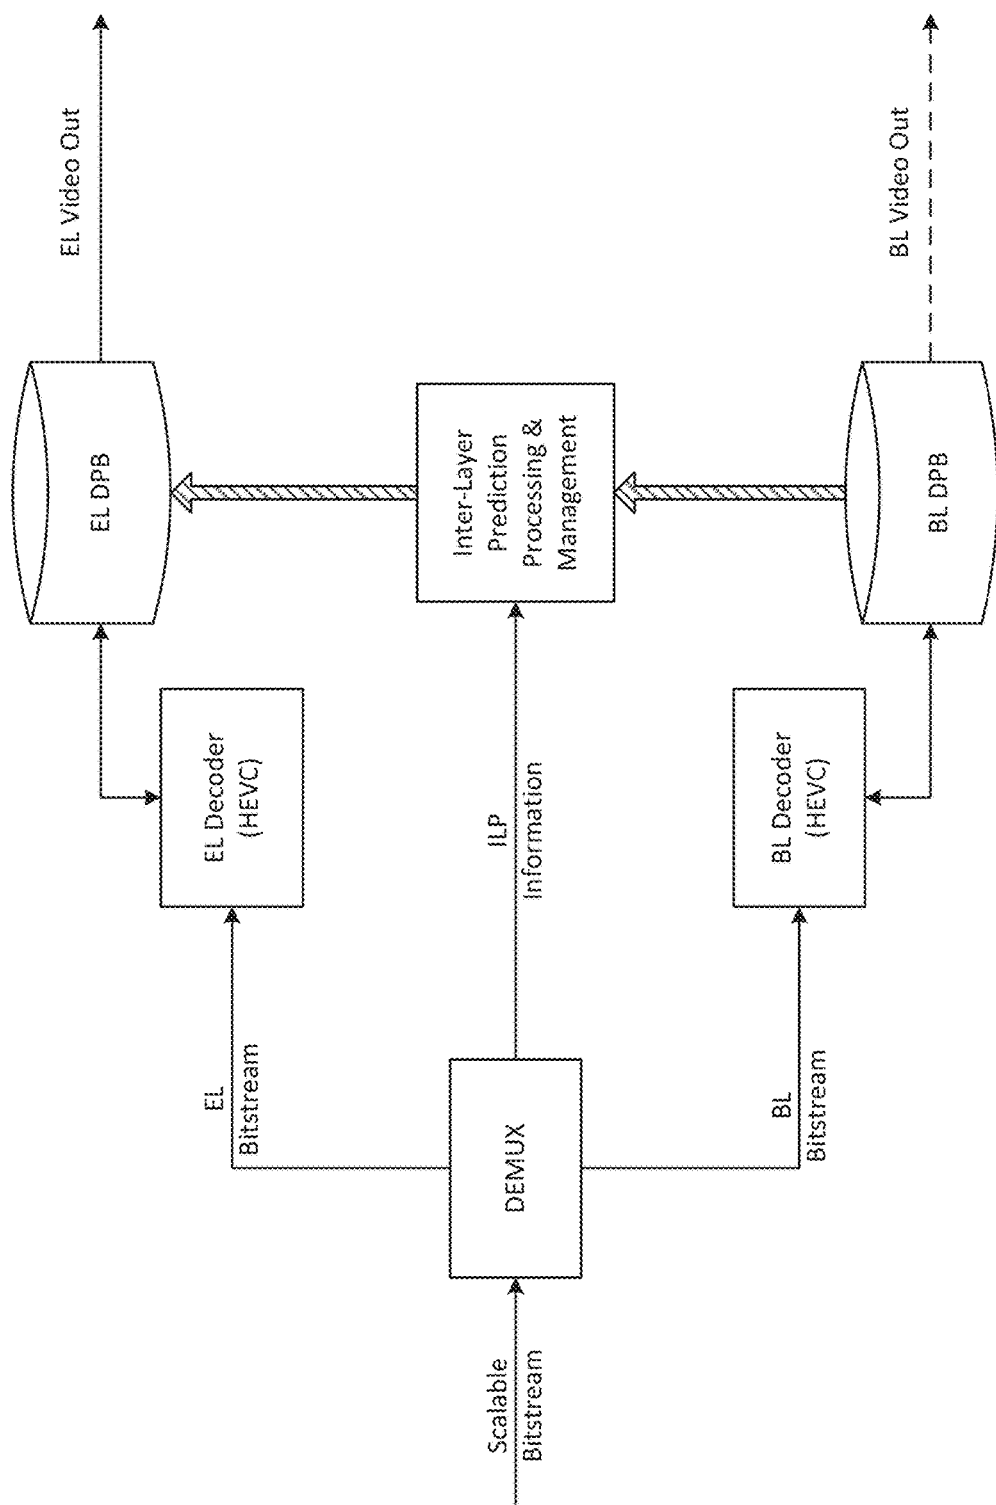 Scalable
Bitstream
DEMUX
EL
Bitstream
EL Decoder
(HEVC)
EL DPB
EL Video Out
ILP
Information
Inter-Layer
Prediction
Processing &
Management
BL
Bitstream
BL Decoder
(HEVC)
BL DPB
BL Video Out